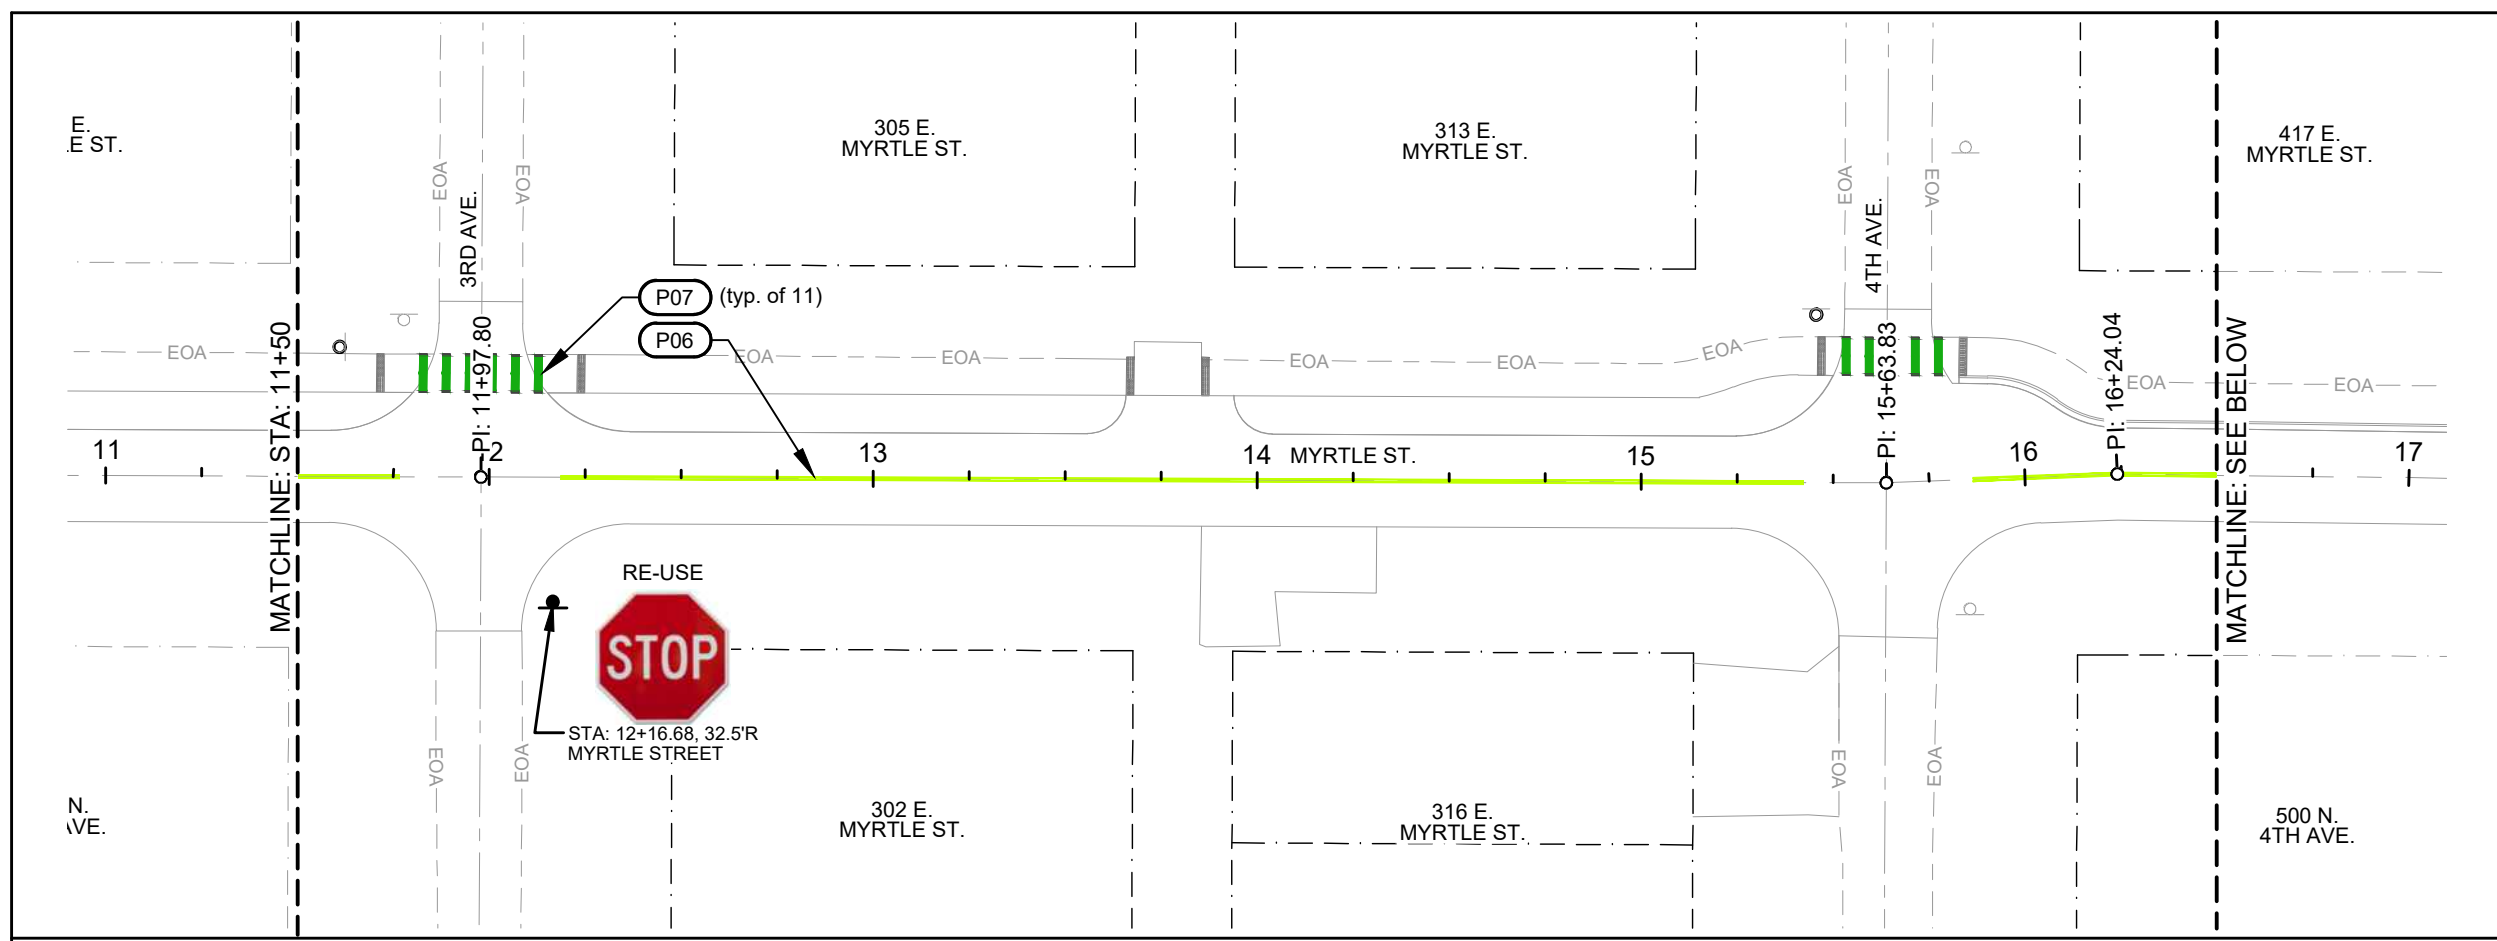 E.
E ST.
305 E.
MYRTLE ST.
313 E.
MYRTLE ST.
417 E.
MYRTLE ST.
EOA
EOA
EOA
EOA
3RD AVE.
4TH AVE.
P07 (typ. of 11)
P06
EOA
EOA
EOA
EOA
EOA
EOA
EOA
EOA
MATCHLINE: STA: 11+50
PI: 11+97.80
PI: 15+63.83
PI: 16+24.04
MATCHLINE: SEE BELOW
11
2
13
14
MYRTLE ST.
15
16
17
RE-USE
STOP
STA: 12+16.68, 32.5'R
MYRTLE STREET
EOA
EOA
EOA
EOA
N.
AVE.
302 E.
MYRTLE ST.
316 E.
MYRTLE ST.
500 N.
4TH AVE.